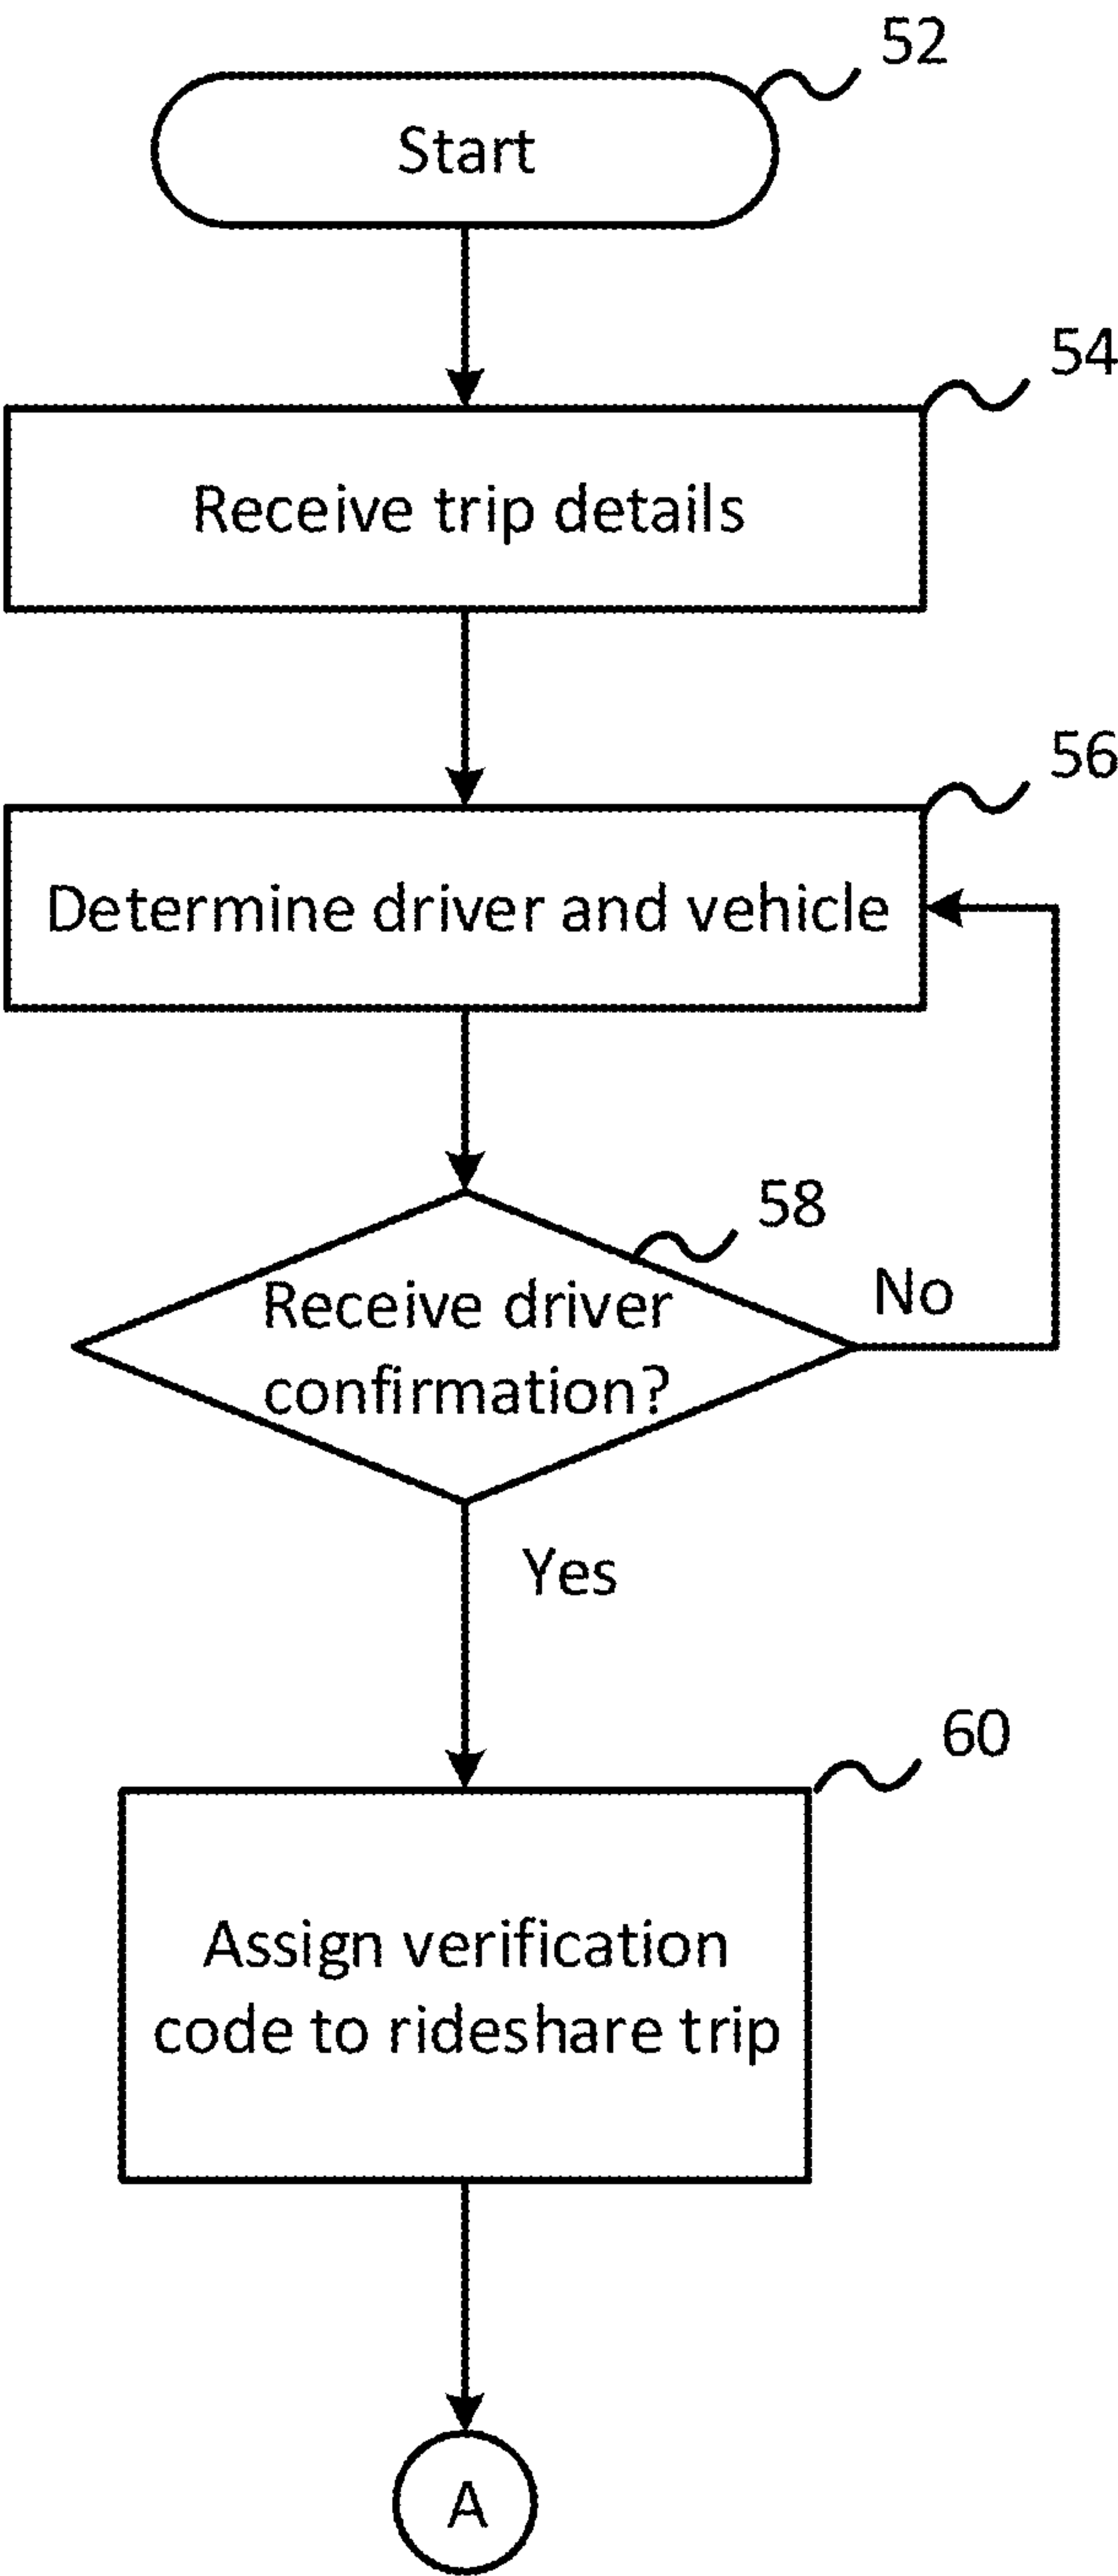 52
Start
54
Receive trip details
56
Determine driver and vehicle
58
Receive driver
confirmation?
No
Yes
60
Assign verification
code to rideshare trip
A